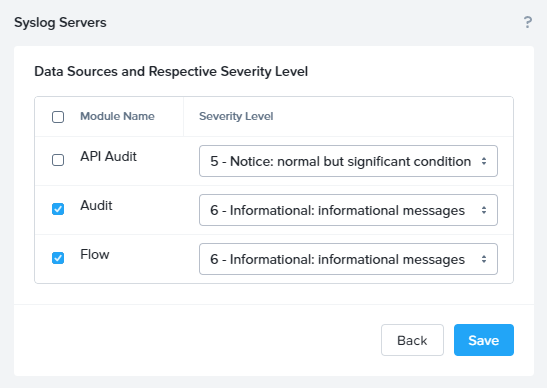 Syslog Servers ?
Data Sources and Respective Severity Level
Module Name Severity Level
API Audit 5 - Notice: normal but significant condition
Audit 6 - Informational: informational messages
Flow 6 - Informational: informational messages
Back Save